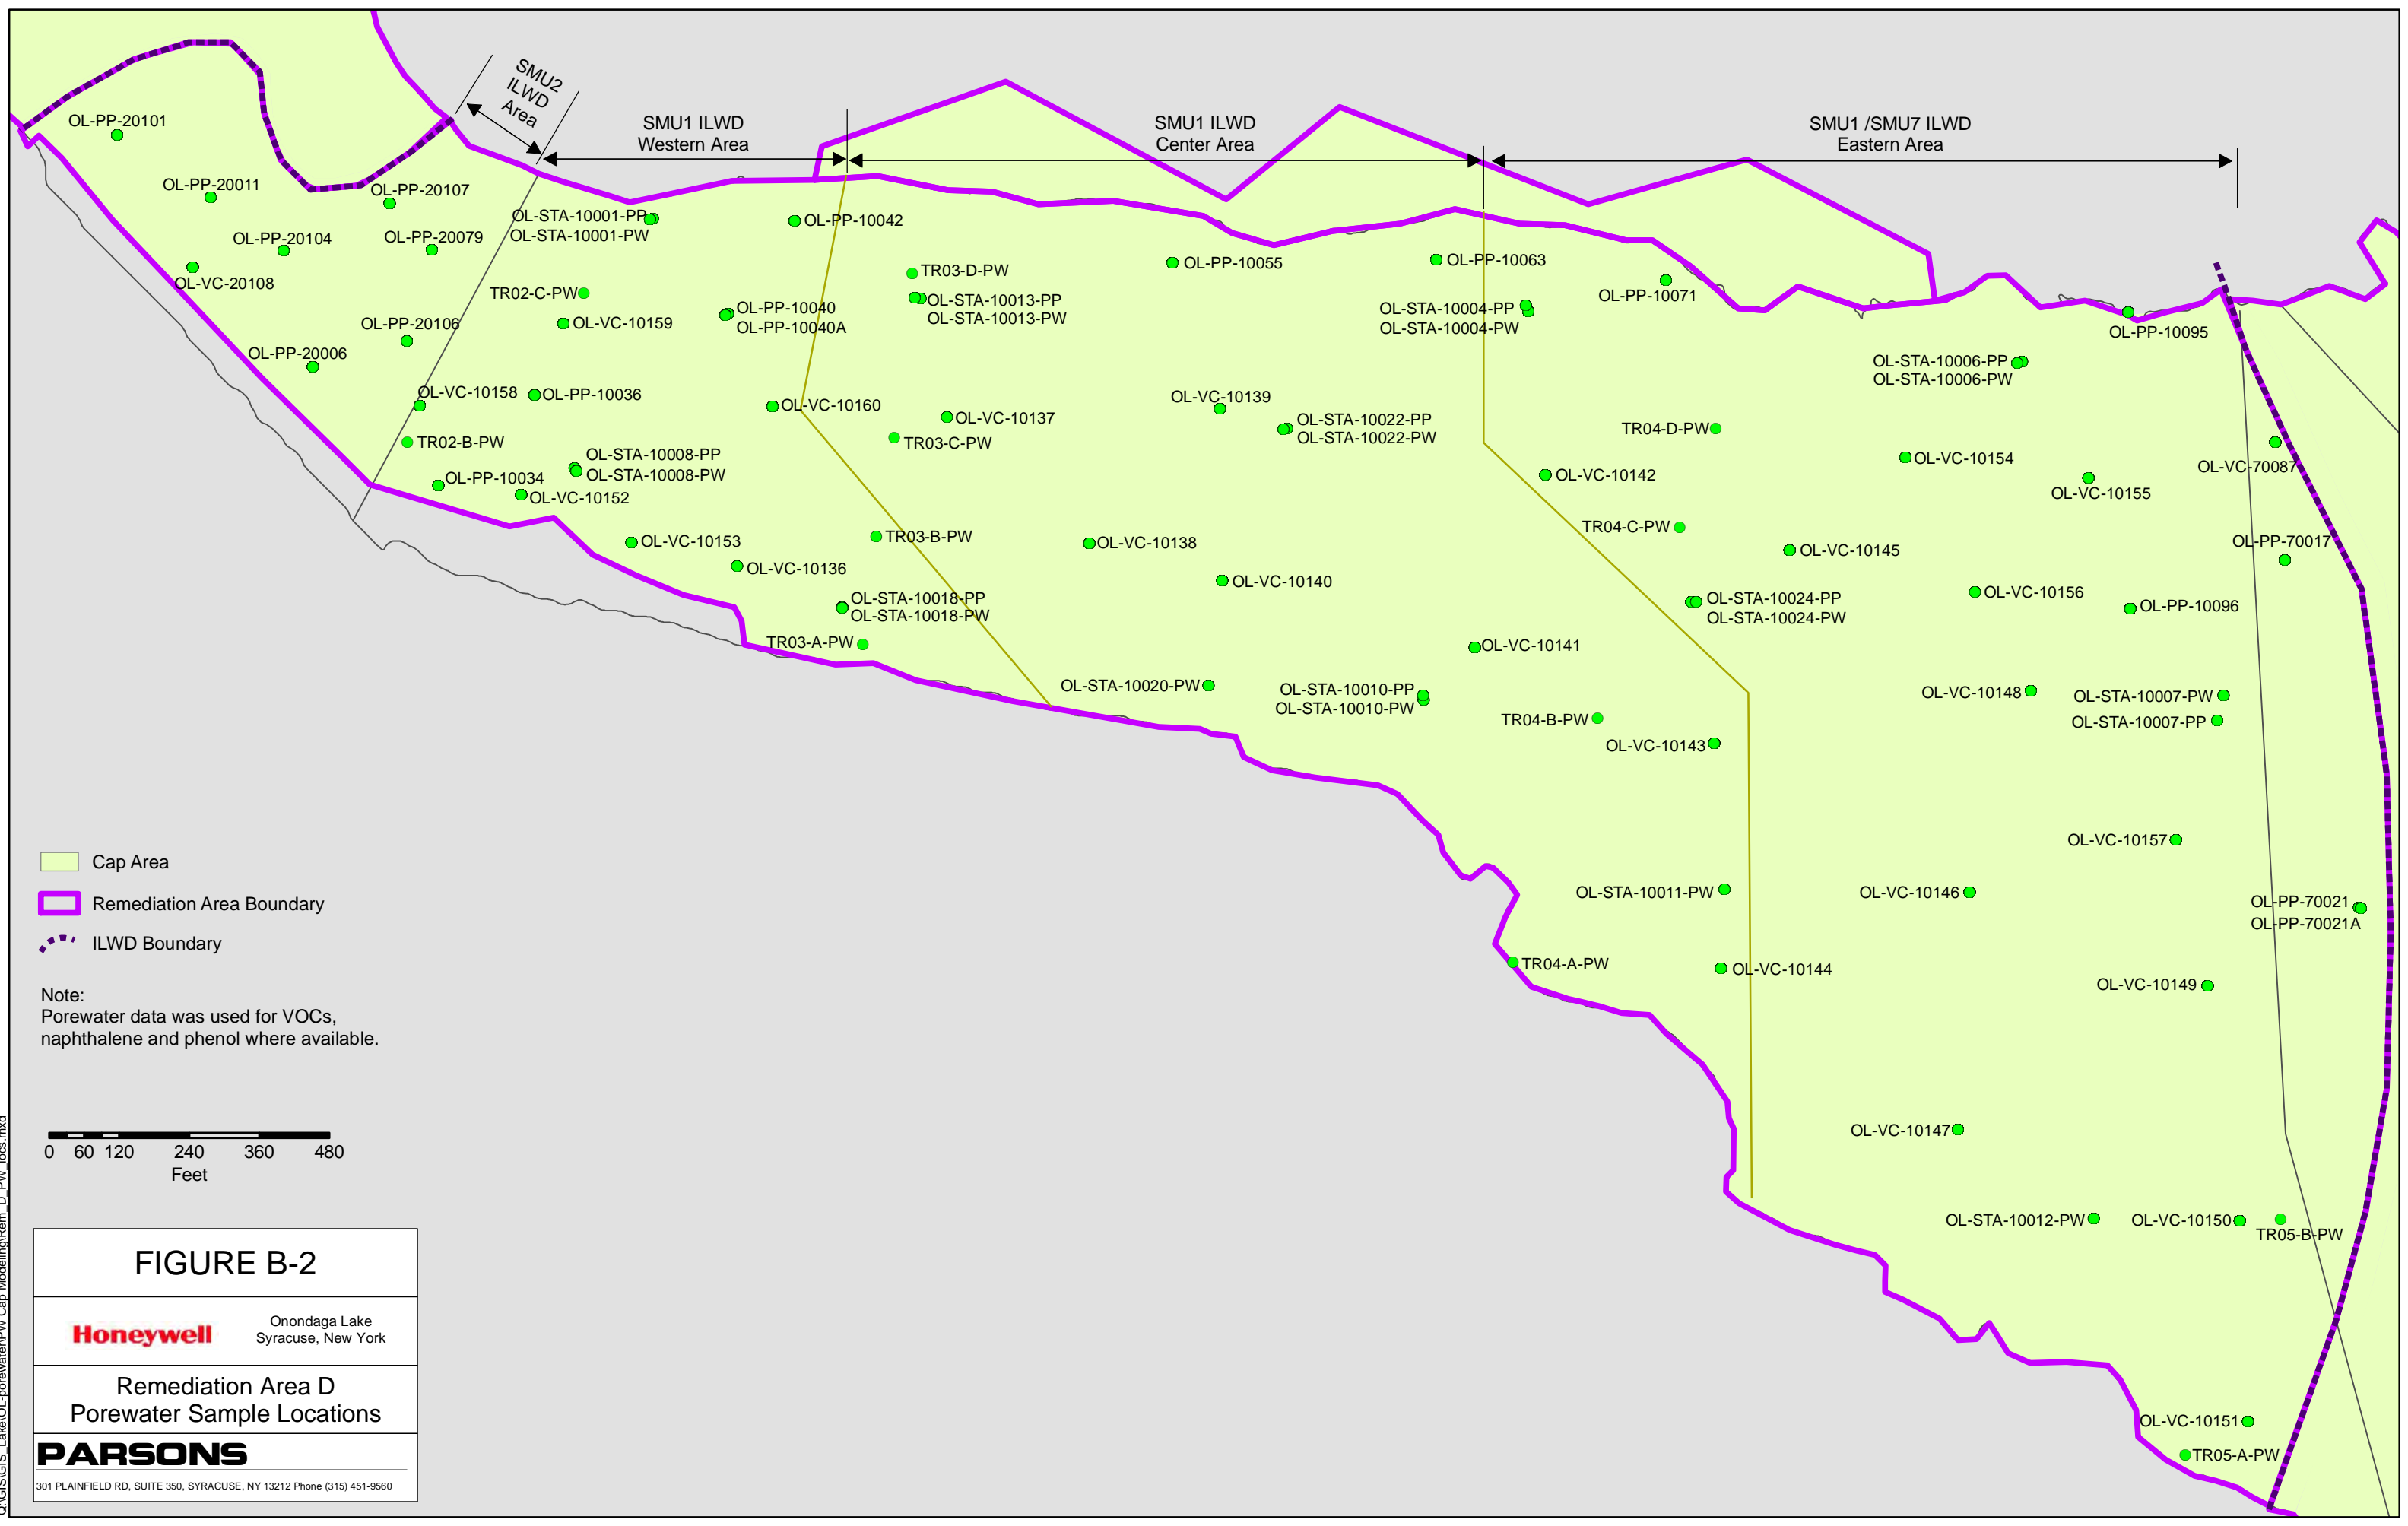 SMU2
ILWD
Area
SMU1 ILWD
Western Area
SMU1 ILWD
Center Area
SMU1 /SMU7 ILWD
Eastern Area
OL-PP-20101
OL-PP-20011
OL-PP-20107
OL-PP-20104
OL-PP-20079
OL-VC-20108
OL-PP-20106
OL-PP-20006
OL-STA-10001-PP
OL-STA-10001-PW
OL-PP-10042
TR02-C-PW
OL-VC-10159
OL-PP-10040
OL-PP-10040A
TR03-D-PW
OL-STA-10013-PP
OL-STA-10013-PW
OL-PP-10055
OL-PP-10063
OL-STA-10004-PP
OL-STA-10004-PW
OL-PP-10071
OL-PP-10095
OL-STA-10006-PP
OL-STA-10006-PW
OL-VC-10158
OL-PP-10036
OL-VC-10160
OL-VC-10137
TR03-C-PW
OL-VC-10139
OL-STA-10022-PP
OL-STA-10022-PW
TR04-D-PW
OL-VC-10142
OL-VC-10154
OL-VC-10155
OL-VC-70087
TR02-B-PW
OL-STA-10008-PP
OL-STA-10008-PW
OL-PP-10034
OL-VC-10152
OL-VC-10153
OL-VC-10136
TR03-B-PW
OL-VC-10138
OL-VC-10140
TR04-C-PW
OL-VC-10145
OL-PP-70017
OL-STA-10018-PP
OL-STA-10018-PW
TR03-A-PW
OL-STA-10024-PP
OL-STA-10024-PW
OL-VC-10156
OL-PP-10096
OL-VC-10141
OL-STA-10020-PW
OL-STA-10010-PP
OL-STA-10010-PW
TR04-B-PW
OL-VC-10143
OL-VC-10148
OL-STA-10007-PW
OL-STA-10007-PP
OL-VC-10157
OL-STA-10011-PW
OL-VC-10146
OL-PP-70021
OL-PP-70021A
TR04-A-PW
OL-VC-10144
OL-VC-10149
OL-VC-10147
OL-STA-10012-PW
OL-VC-10150
TR05-B-PW
OL-VC-10151
TR05-A-PW
Cap Area
Remediation Area Boundary
ILWD Boundary
Note:
Porewater data was used for VOCs,
naphthalene and phenol where available.
0 60 120 240 360 480
Feet
FIGURE B-2
Honeywell
Onondaga Lake
Syracuse, New York
Remediation Area D
Porewater Sample Locations
PARSONS
301 PLAINFIELD RD, SUITE 350, SYRACUSE, NY 13212 Phone (315) 451-9560